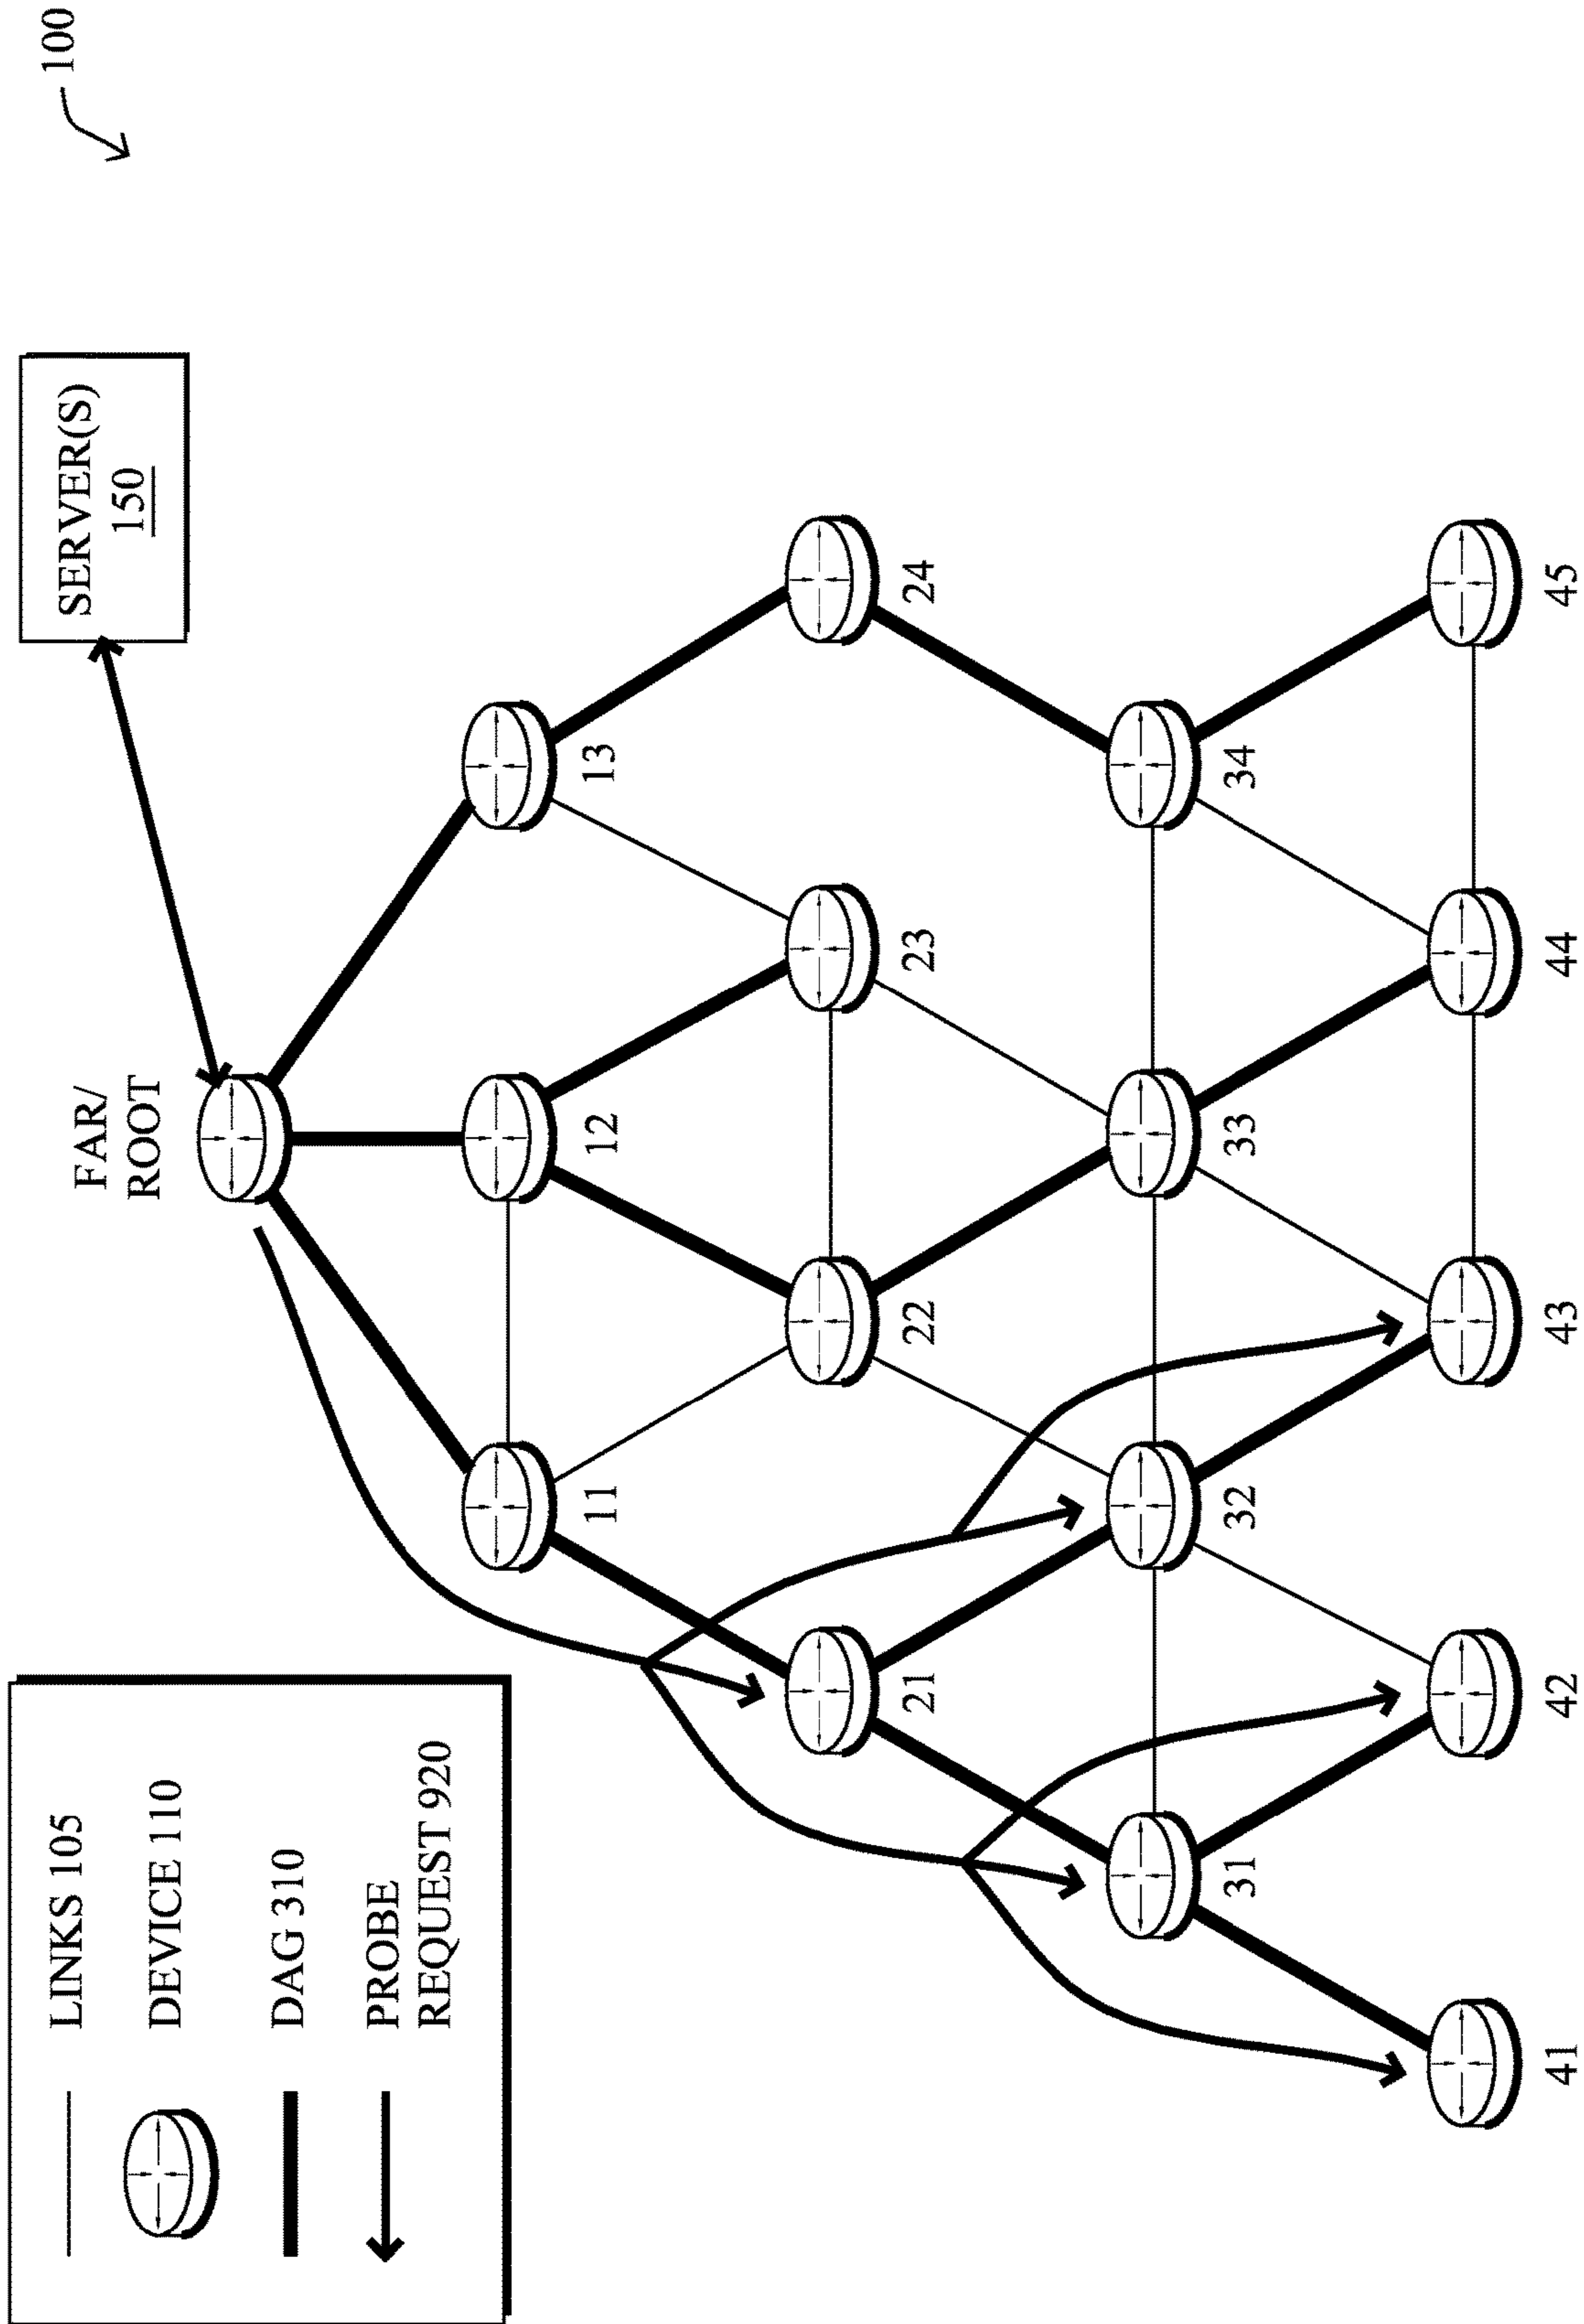 100
SERVER(S)
150
FAR/
ROOT
LINKS 105
DEVICE 110
DAG 310
PROBE
REQUEST 920
11
12
13
21
22
23
24
31
32
33
34
41
42
43
44
45